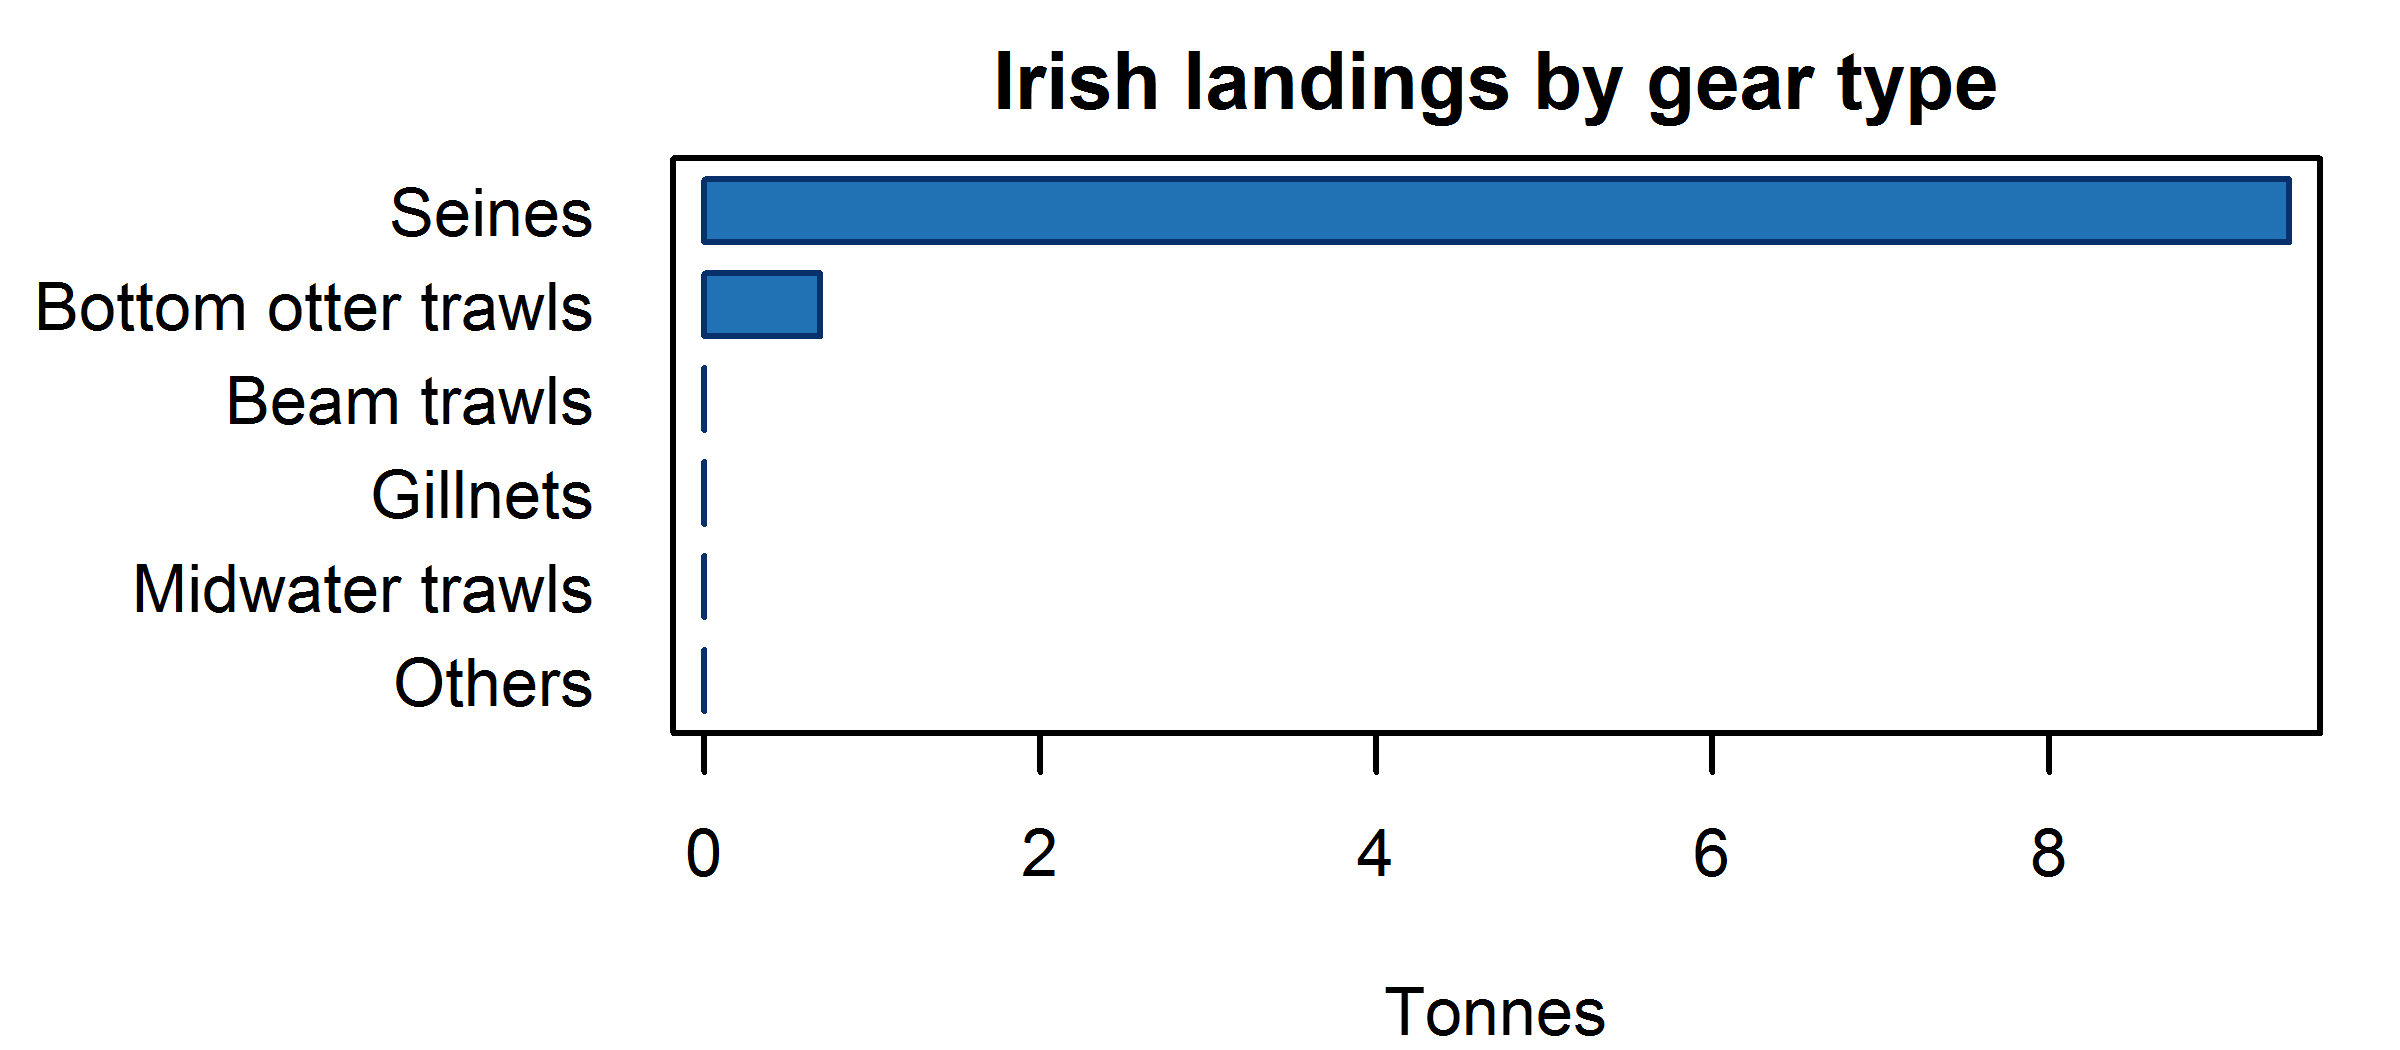 Irish landings by gear type
Seines
Bottom otter trawls
Beam trawls
Gillnets
Midwater trawls
Others
0 2 4 6 8
Tonnes